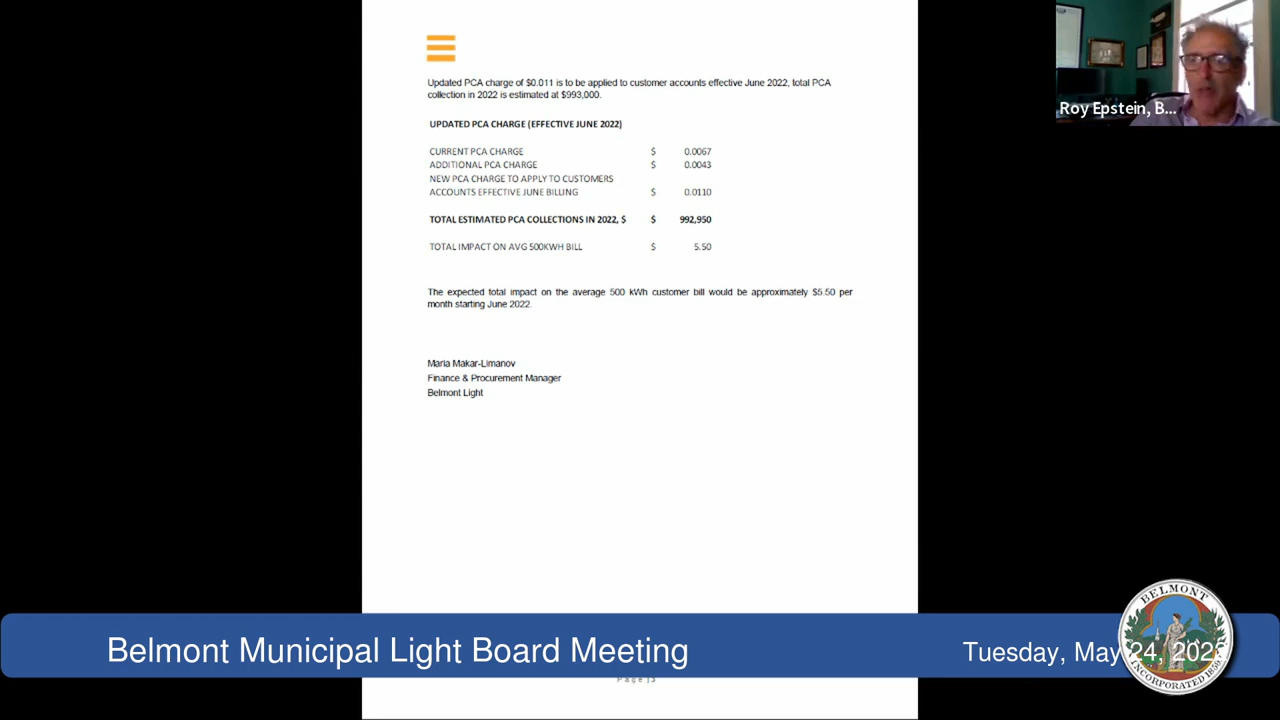 Updated PCA charge of $0.011 is to be applied to customer accounts effective June 2022, total PCA
collection in 2022 is estimated at $993,000.
UPDATED PCA CHARGE (EFFECTIVE JUNE 2022)
CURRENT PCA CHARGE $ 0.0067
ADDITIONAL PCA CHARGE $ 0.0043
NEW PCA CHARGE TO APPLY TO CUSTOMERS
ACCOUNTS EFFECTIVE JUNE BILLING $ 0.0110
TOTAL ESTIMATED PCA COLLECTIONS IN 2022, $ $ 992,950
TOTAL IMPACT ON AVG 500KWH BILL $ 5.50
The expected total impact on the average 500 kWh customer bill would be approximately $5.50 per
month starting June 2022.
Maria Makar-Limanov
Finance & Procurement Manager
Belmont Light
Roy Epstein, B...
Belmont Municipal Light Board Meeting
Tuesday, May 24, 202
BELMONT
INCORPORATED 1859
Page | 3